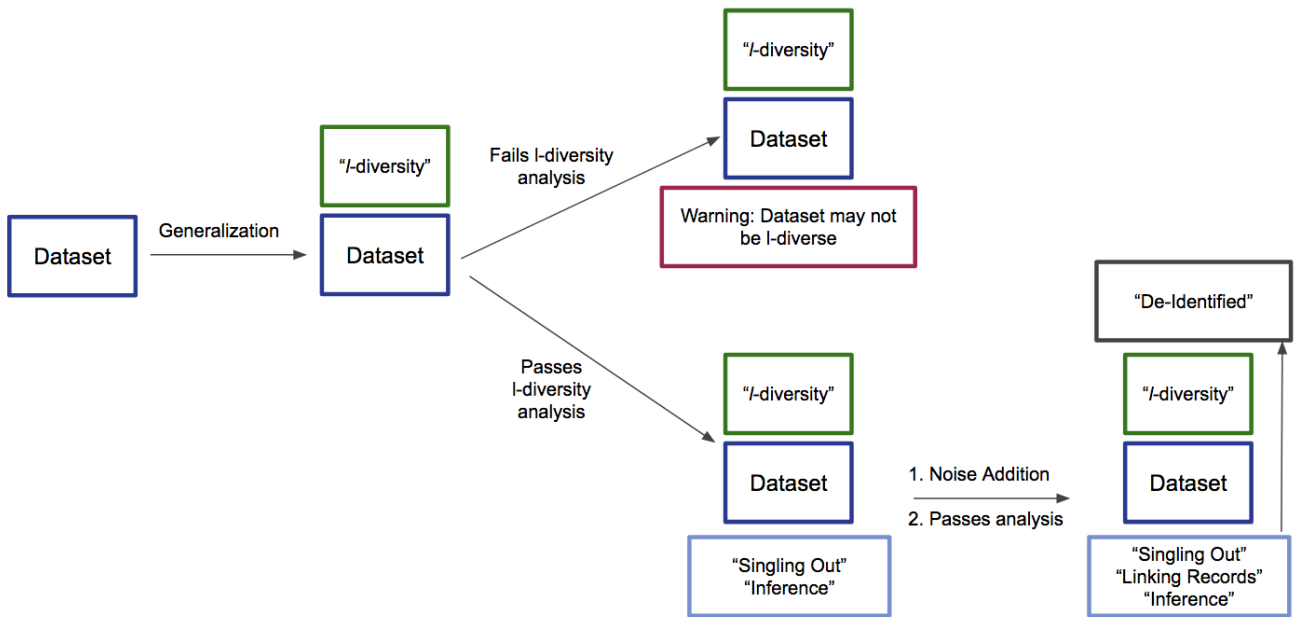 Dataset
Generalization
“l-diversity”
Dataset
Fails l-diversity
analysis
“l-diversity”
Dataset
Warning: Dataset may not
be l-diverse
Passes
l-diversity
analysis
“l-diversity”
Dataset
“Singling Out”
“Inference”
1. Noise Addition
2. Passes analysis
“De-Identified”
“l-diversity”
Dataset
“Singling Out”
“Linking Records”
“Inference”